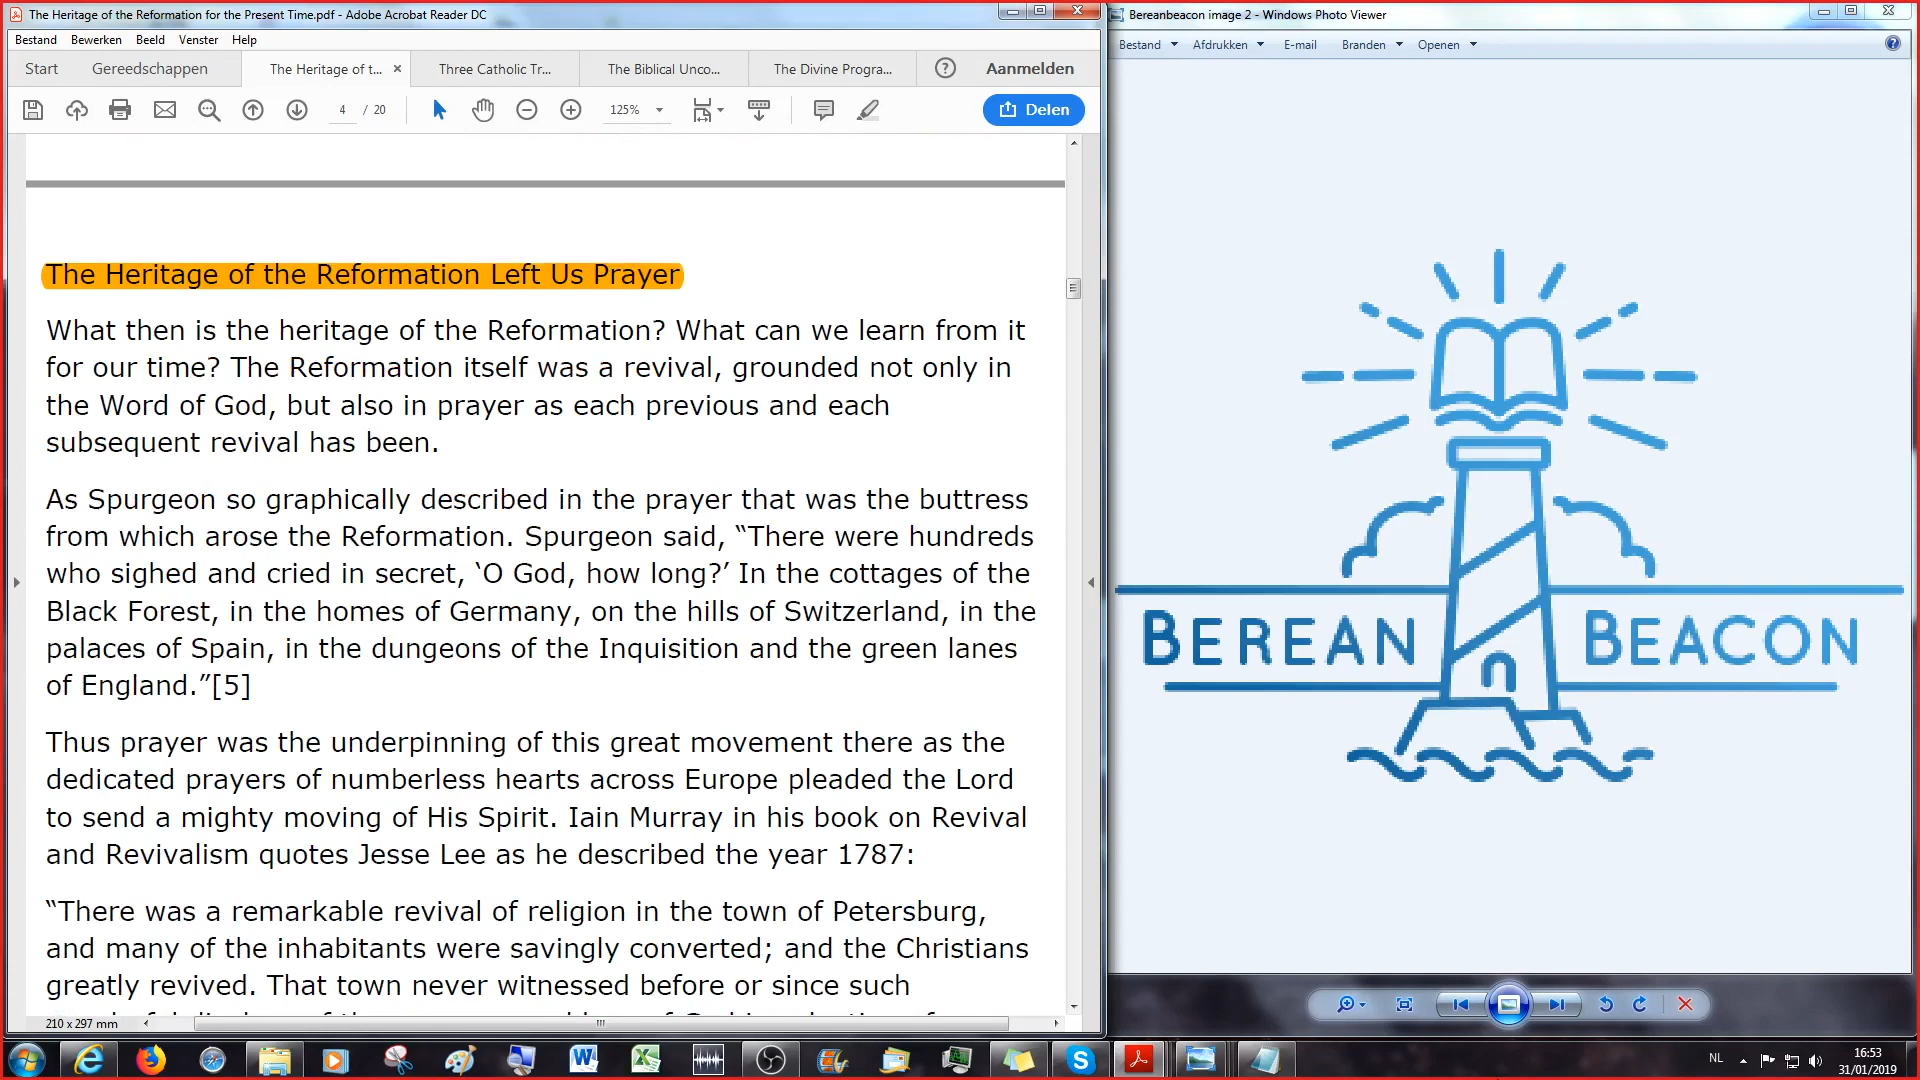 The Heritage of the Reformation for the Present Time.pdf - Adobe Acrobat Reader DC
Bestand Bewerken Beeld Venster Help
Start Gereedschappen The Heritage of t... × Three Catholic Tr... The Biblical Unco... The Divine Progra... ? Aanmelden
4 / 20 125% Delen
The Heritage of the Reformation Left Us Prayer
What then is the heritage of the Reformation? What can we learn from it
for our time? The Reformation itself was a revival, grounded not only in
the Word of God, but also in prayer as each previous and each
subsequent revival has been.
As Spurgeon so graphically described in the prayer that was the buttress
from which arose the Reformation. Spurgeon said, “There were hundreds
who sighed and cried in secret, ‘O God, how long?’ In the cottages of the
Black Forest, in the homes of Germany, on the hills of Switzerland, in the
palaces of Spain, in the dungeons of the Inquisition and the green lanes
of England.”[5]
Thus prayer was the underpinning of this great movement there as the
dedicated prayers of numberless hearts across Europe pleaded the Lord
to send a mighty moving of His Spirit. Iain Murray in his book on Revival
and Revivalism quotes Jesse Lee as he described the year 1787:
“There was a remarkable revival of religion in the town of Petersburg,
and many of the inhabitants were savingly converted; and the Christians
greatly revived. That town never witnessed before or since such
210 x 297 mm
Bereanbeacon image 2 - Windows Photo Viewer
Bestand Afdrukken E-mail Branden Openen
BEREAN BEACON
NL 16:53
31/01/2019